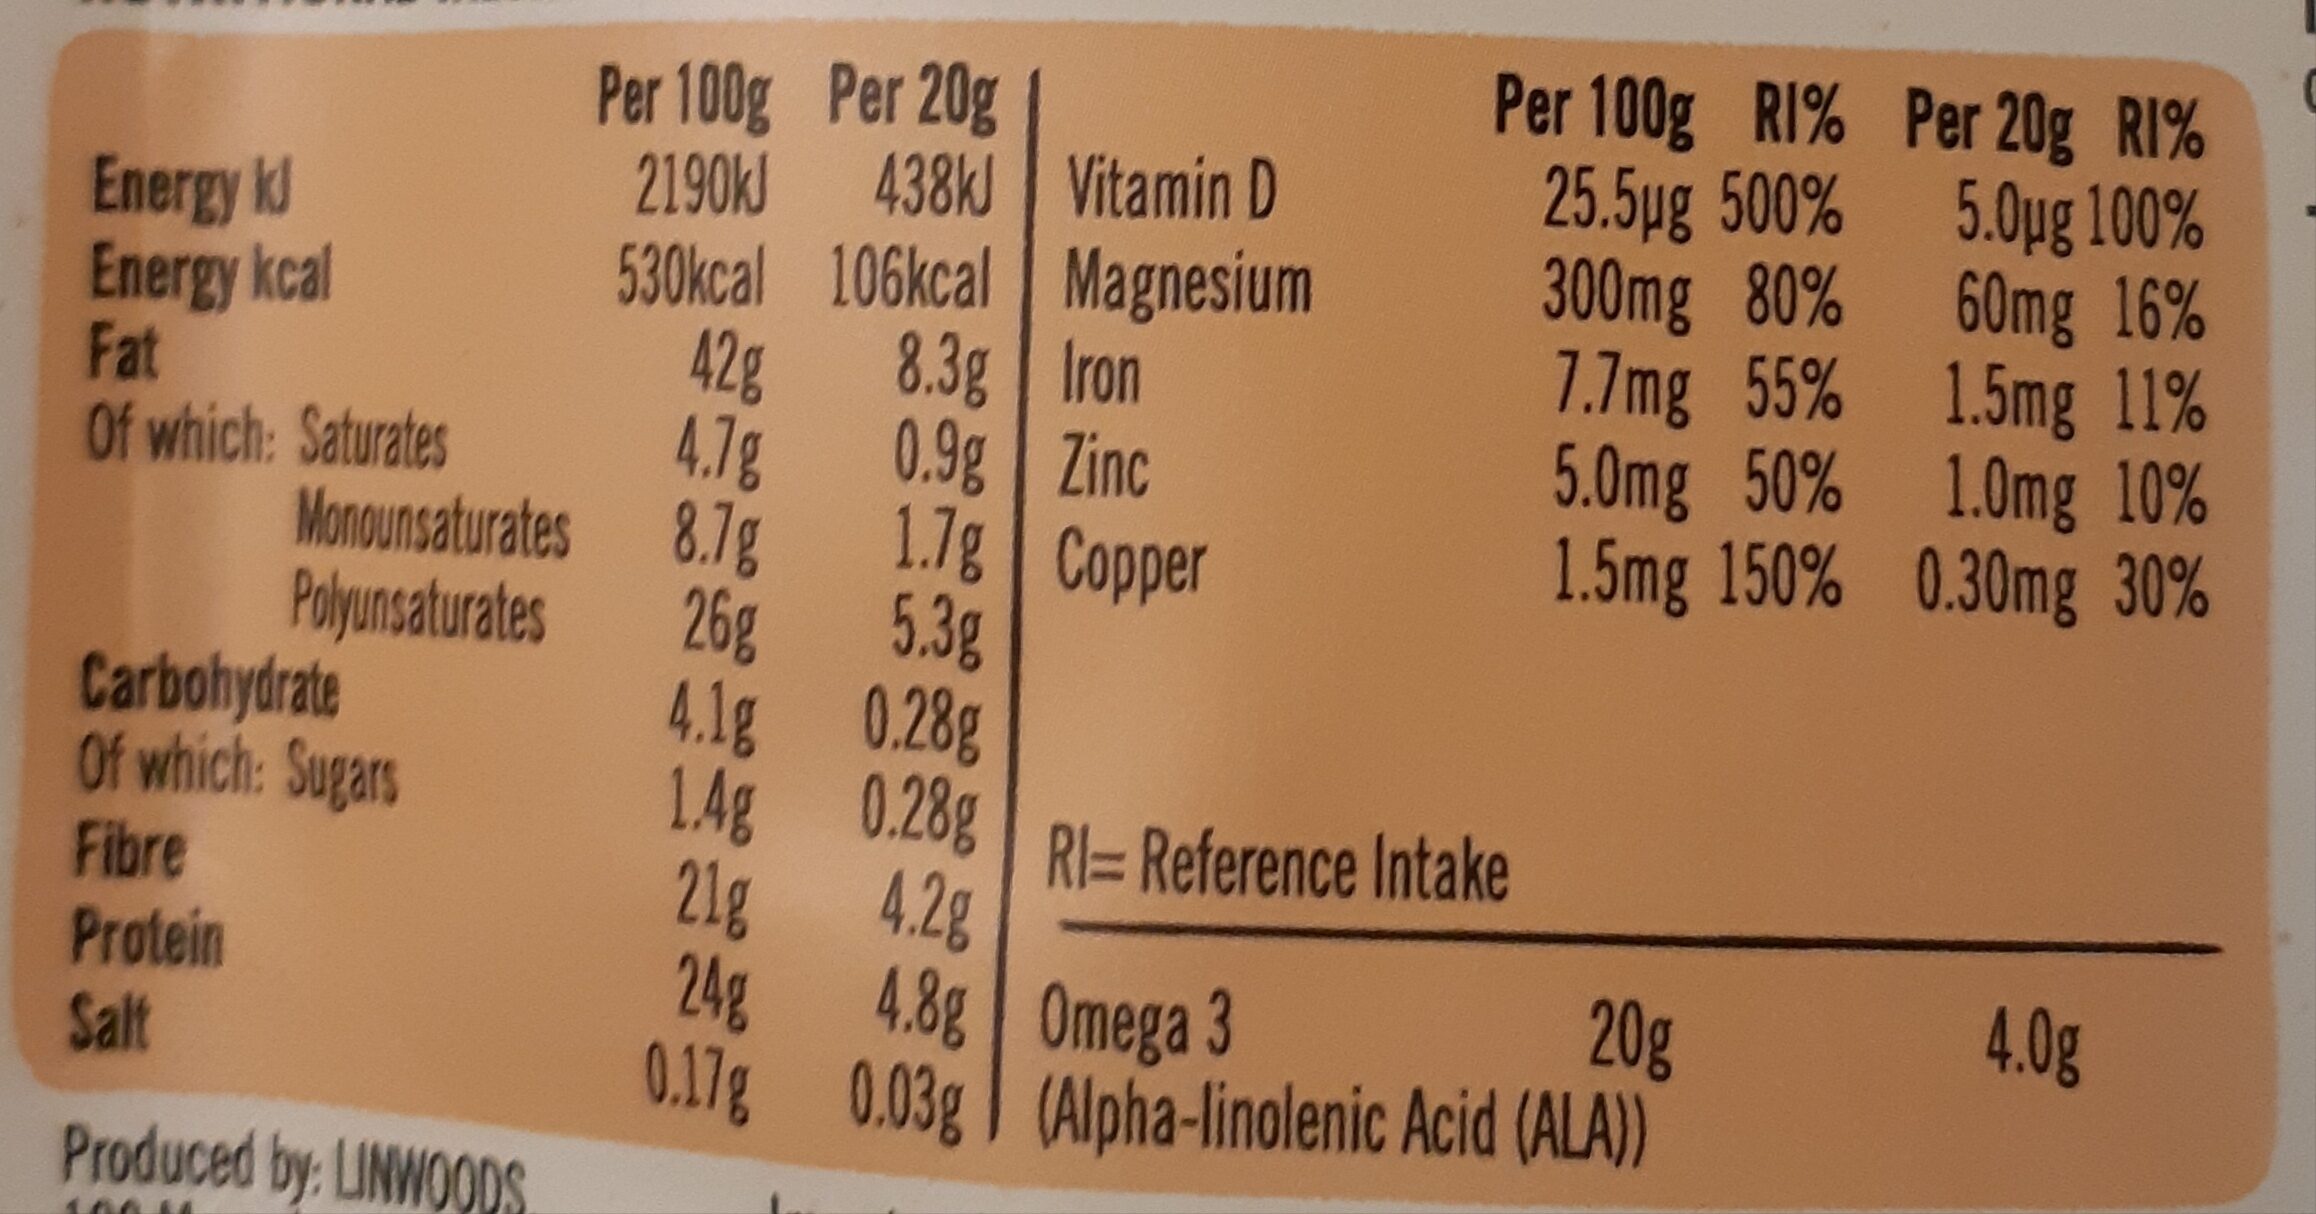 Per 100g Per 20g
Energy kJ 2190kJ 438kJ
Energy kcal 530kcal 106kcal
Fat 42g 8.3g
Of which: Saturates 4.7g 0.9g
Monounsaturates 8.7g 1.7g
Polyunsaturates 26g 5.3g
Carbohydrate 4.1g 0.28g
Of which: Sugars 1.4g 0.28g
Fibre 21g 4.2g
Protein 24g 4.8g
Salt 0.17g 0.03g
Per 100g RI% Per 20g RI%
Vitamin D 25.5µg 500% 5.0µg 100%
Magnesium 300mg 80% 60mg 16%
Iron 7.7mg 55% 1.5mg 11%
Zinc 5.0mg 50% 1.0mg 10%
Copper 1.5mg 150% 0.30mg 30%
RI= Reference Intake
Omega 3 20g 4.0g
(Alpha-linolenic Acid (ALA))
Produced by: LINWOODS